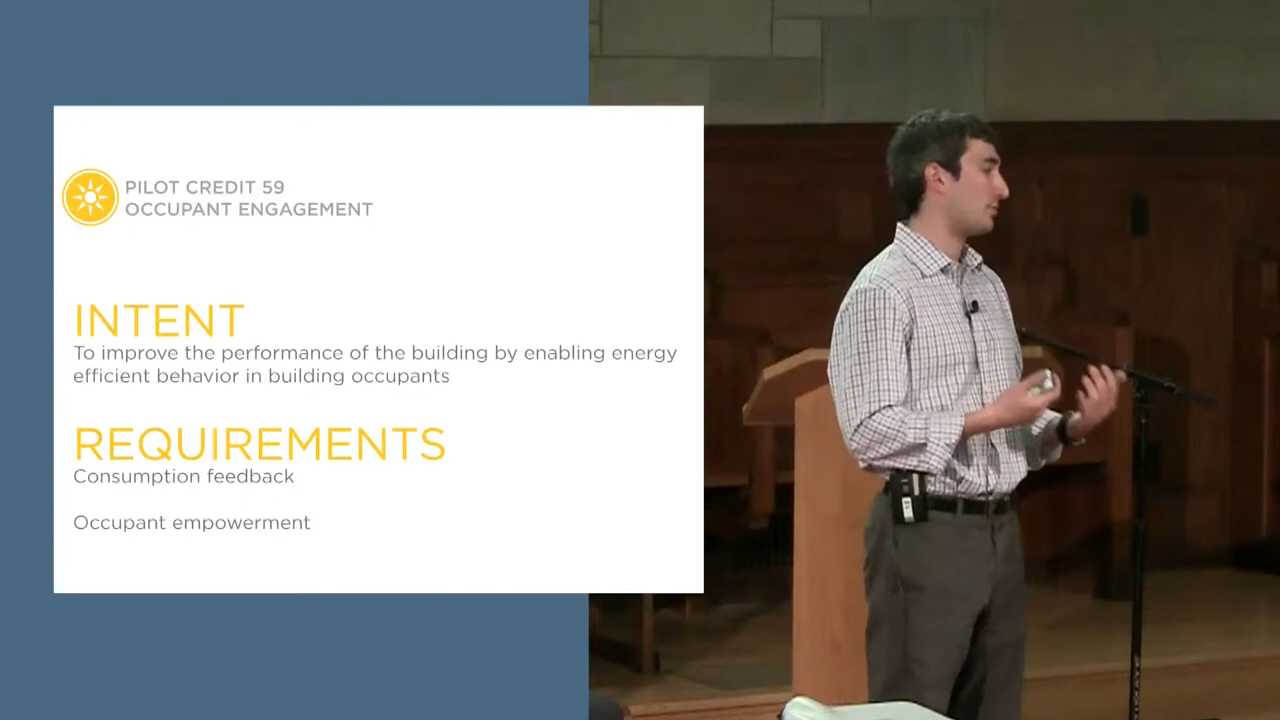 PILOT CREDIT 59
OCCUPANT ENGAGEMENT
INTENT
To improve the performance of the building by enabling energy
efficient behavior in building occupants
REQUIREMENTS
Consumption feedback
Occupant empowerment